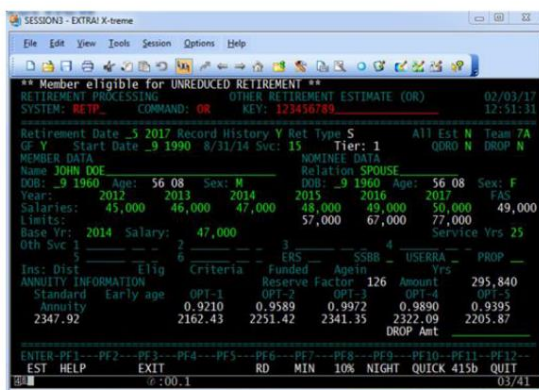 SESSION3 - EXTRA! X-treme
File Edit View Tools Session Options Help
** Member eligible for UNREDUCED RETIREMENT **
RETIREMENT PROCESSING OTHER RETIREMENT ESTIMATE (OR) 02/03/17
SYSTEM: RETP_ COMMAND: OR KEY: 123456789 12:51:31
Retirement Date _5 2017 Record History Y Ret Type S All Est N Team 7A
GF Y Start Date _9 1990 8/31/14 Svc: 15 Tier: 1 QDRO N DROP N
MEMBER DATA NOMINEE DATA
Name JOHN DOE Relation SPOUSE
DOB: _9 1960 Age: 56 08 Sex: M DOB: _9 1960 Age: 56 08 Sex: F
Year: 2012 2013 2014 2015 2016 2017 FAS
Salaries: 45,000 46,000 47,000 48,000 49,000 50,000 49,000
Limits: 57,000 67,000 77,000
Base Yr: 2014 Salary: 47,000 Service Yrs 25
Oth Svc 1 2 3 4
5 6 ERS SSBB USERRA PROP
Ins: Dist Elig Criteria Funded Agein Yrs
ANNUITY INFORMATION Reserve Factor 126 Amount 295,840
Standard Early age OPT-1 OPT-2 OPT-3 OPT-4 OPT-5
Annuity 0.9210 0.9589 0.9972 0.9890 0.9395
2347.92 2162.43 2251.42 2341.35 2322.09 2205.87
DROP Amt
ENTER-PF1---PF2---PF3---PF4---PF5---PF6---PF7---PF8---PF9---PF10--PF11--PF12--
EST HELP EXIT RD MIN 10% NIGHT QUICK 415b QUIT
:00.1 03/41